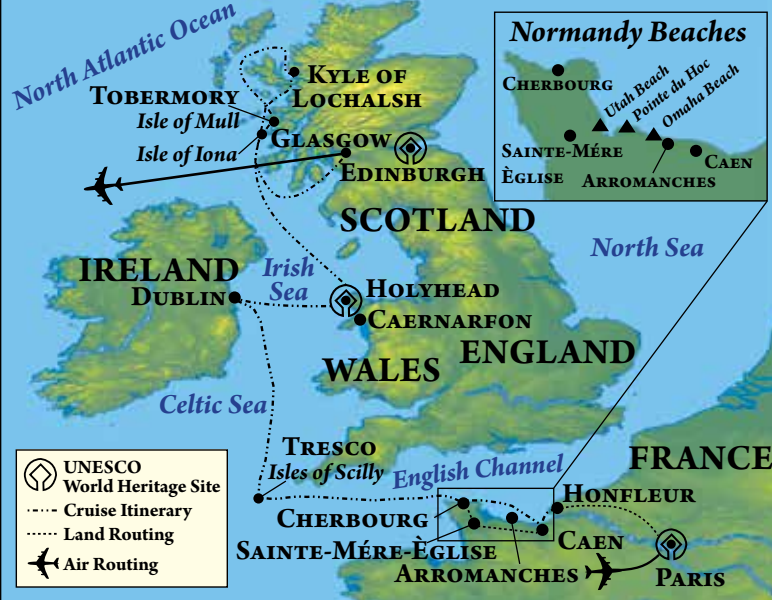 North Atlantic Ocean
Kyle of
Lochalsh
Tobermory
Isle of Mull
Isle of Iona
Glasgow
Edinburgh
SCOTLAND
North Sea
IRELAND
Dublin
Irish
Sea
Holyhead
Caernarfon
WALES
ENGLAND
Celtic Sea
Tresco
Isles of Scilly
English Channel
FRANCE
Honfleur
Cherbourg
Sainte-Mére-Èglise
Arromanches
Caen
Paris
Normandy Beaches
Cherbourg
Utah Beach
Pointe du Hoc
Omaha Beach
Sainte-Mére
Èglise
Arromanches
Caen
UNESCO
World Heritage Site
Cruise Itinerary
Land Routing
Air Routing